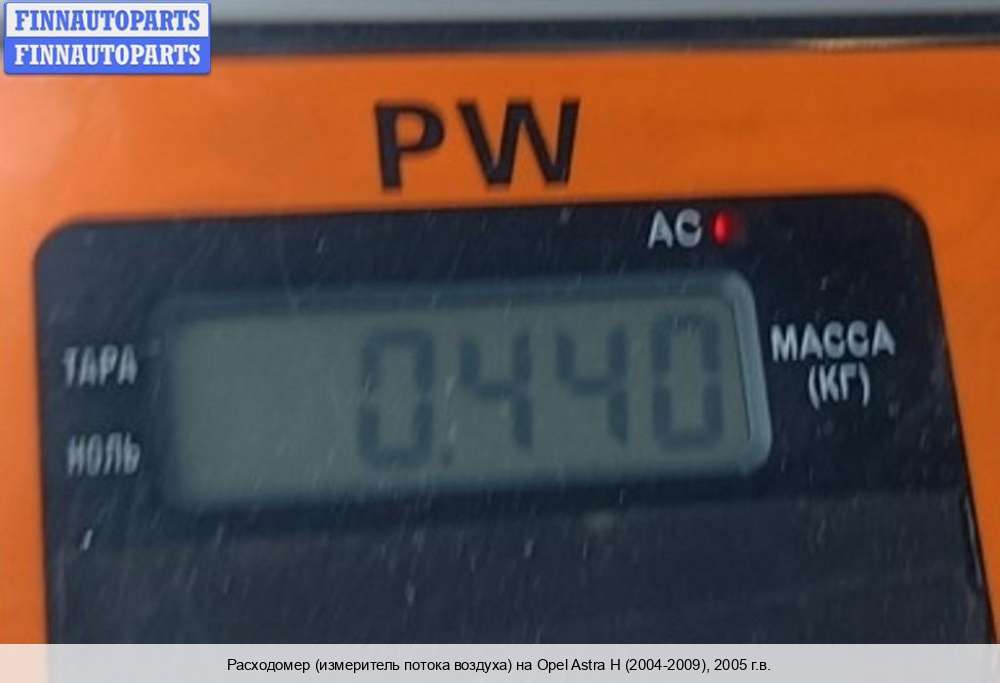 FINNAUTOPARTS
FINNAUTOPARTS
PW
AC
ТАРА
0.440
МАССА
(КГ)
НОЛЬ
Расходомер (измеритель потока воздуха) на Opel Astra H (2004-2009), 2005 г.в.